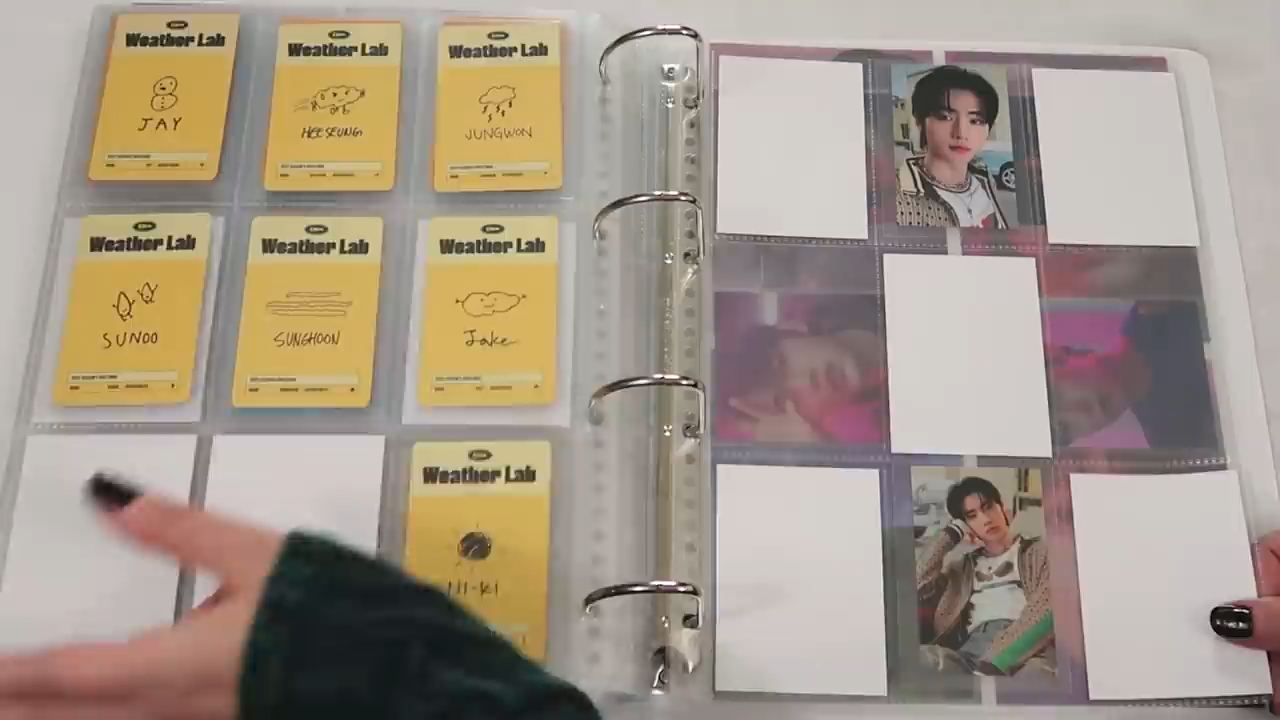 Weather Lab
JAY
Weather Lab
HEESEUNG
Weather Lab
JUNGWON
Weather Lab
SUNOO
Weather Lab
SUNGHOON
Weather Lab
Jake
Weather Lab
NI-KI